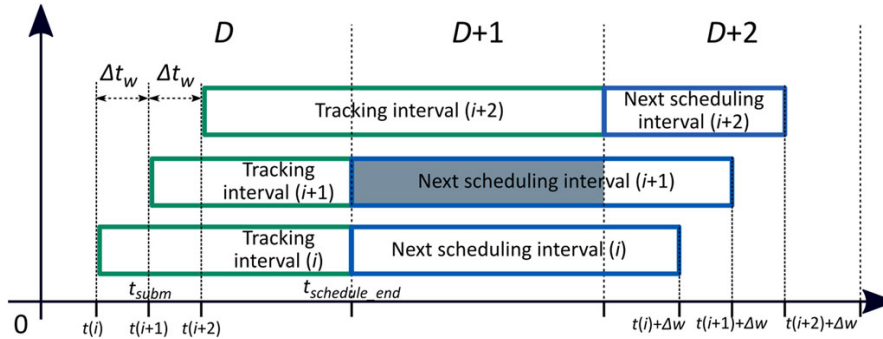 D D+1 D+2
Δt_w Δt_w
Tracking interval (i+2)
Next scheduling
interval (i+2)
Tracking
interval (i+1)
Next scheduling interval (i+1)
Tracking
interval (i)
Next scheduling interval (i)
t_subm t_schedule_end
0 t(i) t(i+1) t(i+2) t(i)+Δw t(i+1)+Δw t(i+2)+Δw